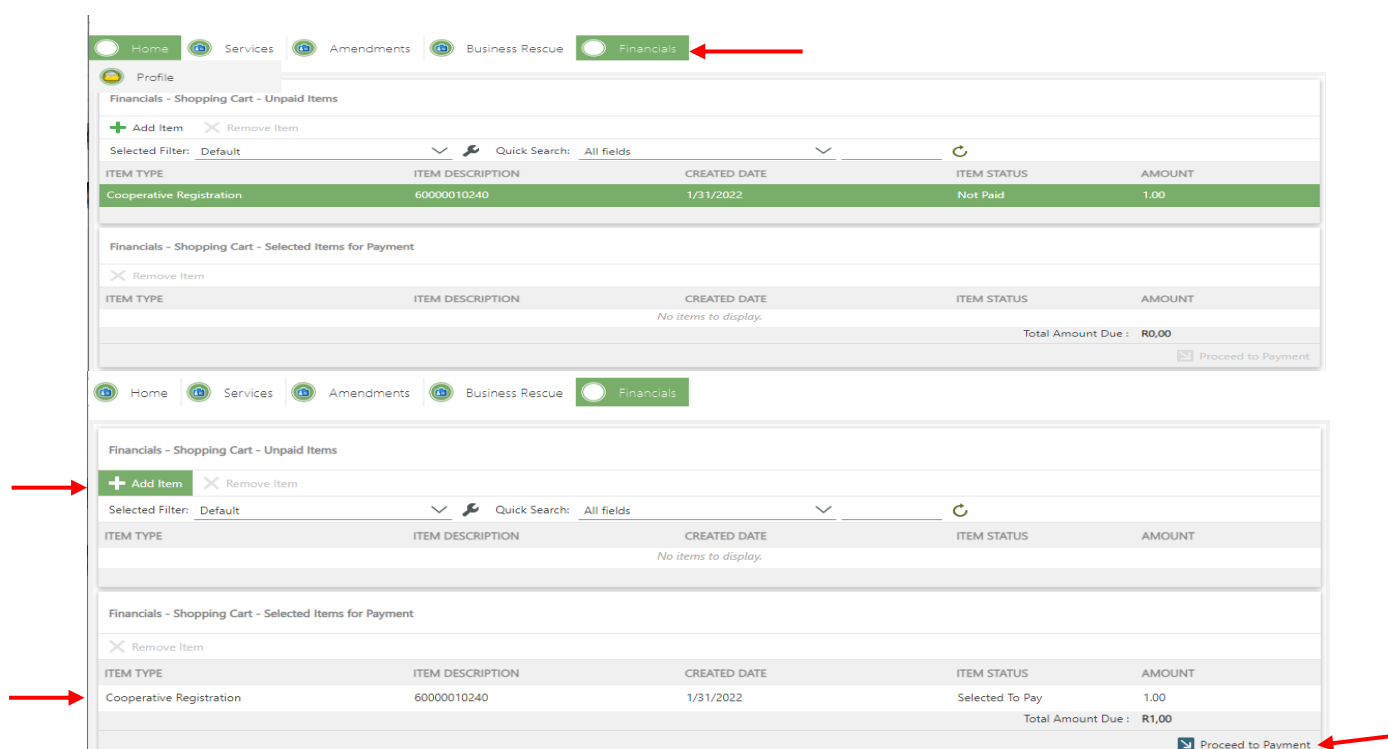 Home Services Amendments Business Rescue Financials
Profile
Financials - Shopping Cart - Unpaid Items
Add Item Remove Item
Selected Filter: Default Quick Search: All fields
ITEM TYPE ITEM DESCRIPTION CREATED DATE ITEM STATUS AMOUNT
Cooperative Registration 60000010240 1/31/2022 Not Paid 1.00
Financials - Shopping Cart - Selected Items for Payment
Remove Item
ITEM TYPE ITEM DESCRIPTION CREATED DATE ITEM STATUS AMOUNT
No items to display.
Total Amount Due : R0,00
Proceed to Payment
Home Services Amendments Business Rescue Financials
Financials - Shopping Cart - Unpaid Items
Add Item Remove Item
Selected Filter: Default Quick Search: All fields
ITEM TYPE ITEM DESCRIPTION CREATED DATE ITEM STATUS AMOUNT
No items to display.
Financials - Shopping Cart - Selected Items for Payment
Remove Item
ITEM TYPE ITEM DESCRIPTION CREATED DATE ITEM STATUS AMOUNT
Cooperative Registration 60000010240 1/31/2022 Selected To Pay 1.00
Total Amount Due : R1,00
Proceed to Payment